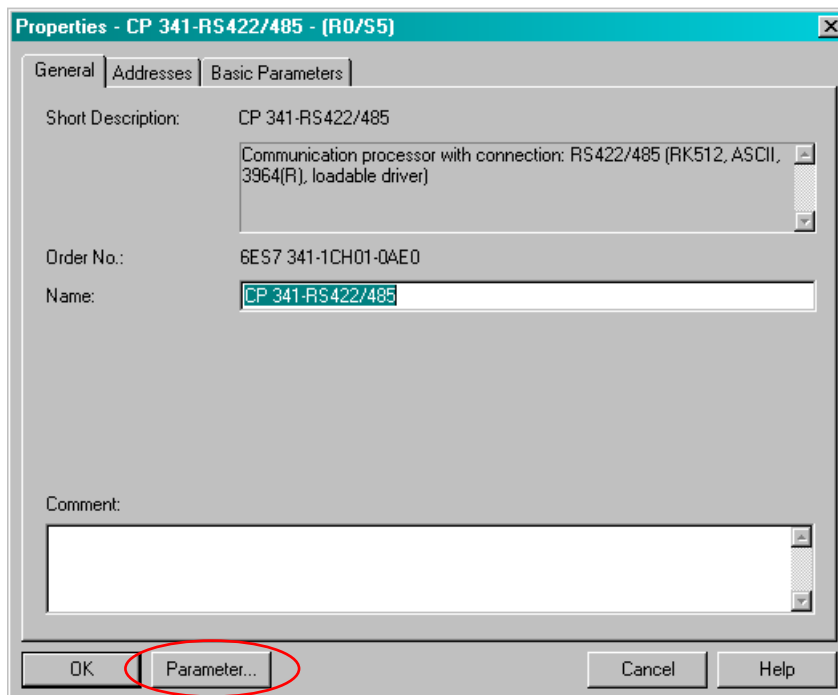 Properties - CP 341-RS422/485 - (R0/S5)
General Addresses Basic Parameters
Short Description: CP 341-RS422/485
Communication processor with connection: RS422/485 (RK512, ASCII,
3964(R), loadable driver)
Order No.: 6ES7 341-1CH01-0AE0
Name: CP 341-RS422/485
Comment:
OK Parameter... Cancel Help